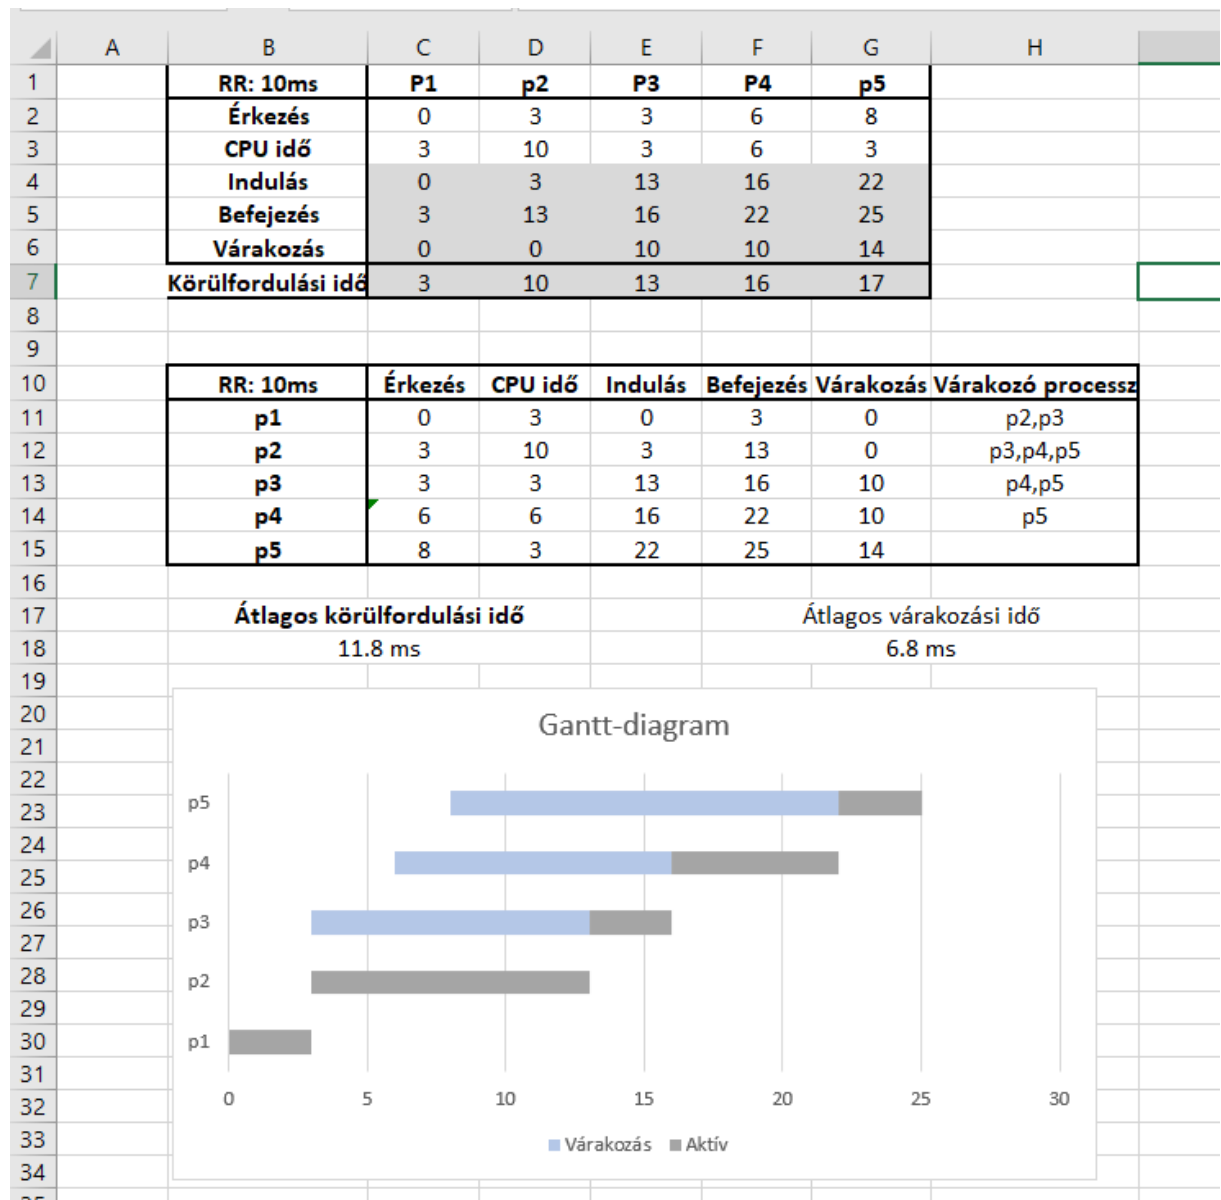 A B C D E F G H
1 RR: 10ms P1 p2 P3 P4 p5
2 Érkezés 0 3 3 6 8
3 CPU idő 3 10 3 6 3
4 Indulás 0 3 13 16 22
5 Befejezés 3 13 16 22 25
6 Várakozás 0 0 10 10 14
7 Körülfordulási idő 3 10 13 16 17
8
9
10 RR: 10ms Érkezés CPU idő Indulás Befejezés Várakozás Várakozó processz
11 p1 0 3 0 3 0 p2,p3
12 p2 3 10 3 13 0 p3,p4,p5
13 p3 3 3 13 16 10 p4,p5
14 p4 6 6 16 22 10 p5
15 p5 8 3 22 25 14
16
17 Átlagos körülfordulási idő Átlagos várakozási idő
18 11.8 ms 6.8 ms
19
20
21
22
23
24
25
26
27
28
29
30
31
32
33
34
Gantt-diagram
p5
p4
p3
p2
p1
0 5 10 15 20 25 30
Várakozás Aktív